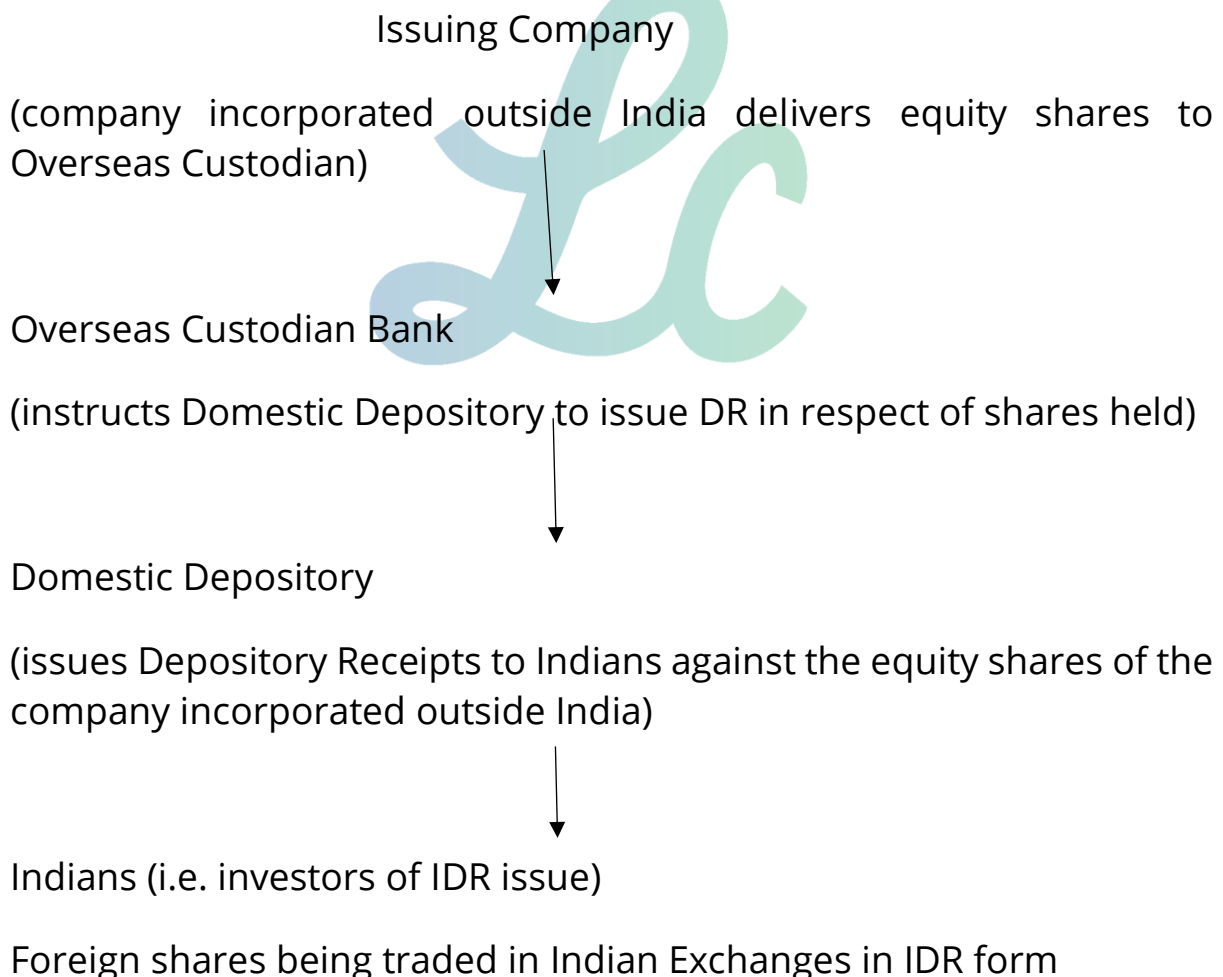 Issuing Company
(company incorporated outside India delivers equity shares to
Overseas Custodian)
Overseas Custodian Bank
(instructs Domestic Depository to issue DR in respect of shares held)
Domestic Depository
(issues Depository Receipts to Indians against the equity shares of the
company incorporated outside India)
Indians (i.e. investors of IDR issue)
Foreign shares being traded in Indian Exchanges in IDR form
Lc